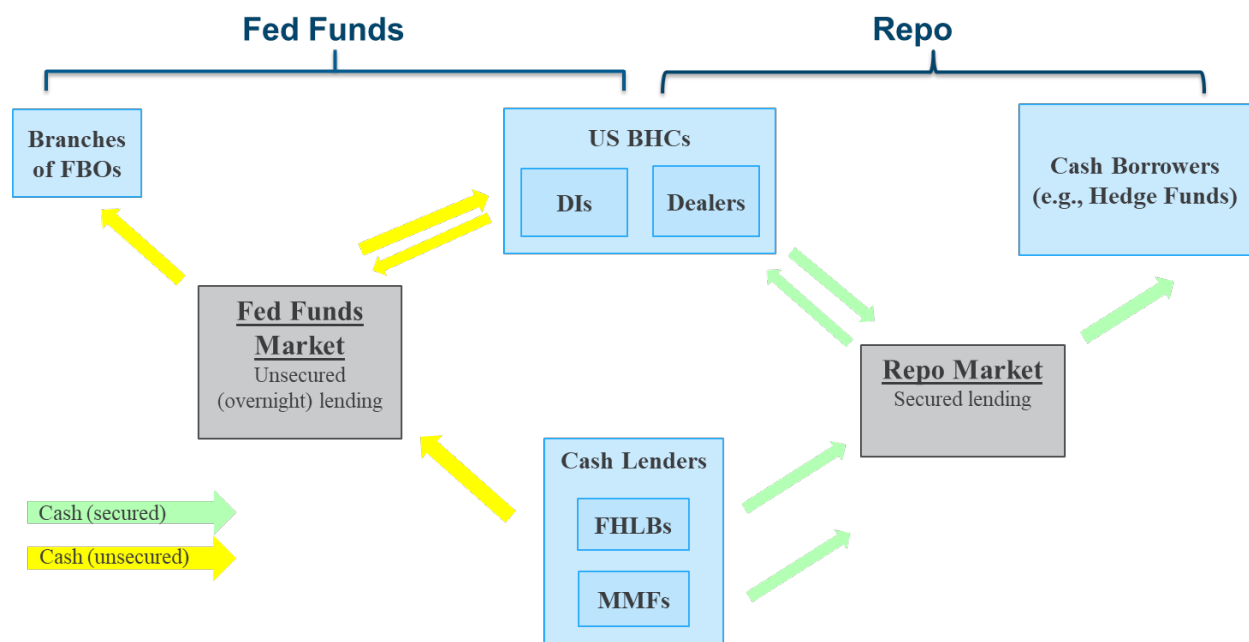 Fed Funds
Repo
Branches
of FBOs
US BHCs
DIs
Dealers
Cash Borrowers
(e.g., Hedge Funds)
Fed Funds
Market
Unsecured
(overnight) lending
Repo Market
Secured lending
Cash Lenders
FHLBs
MMFs
Cash (secured)
Cash (unsecured)